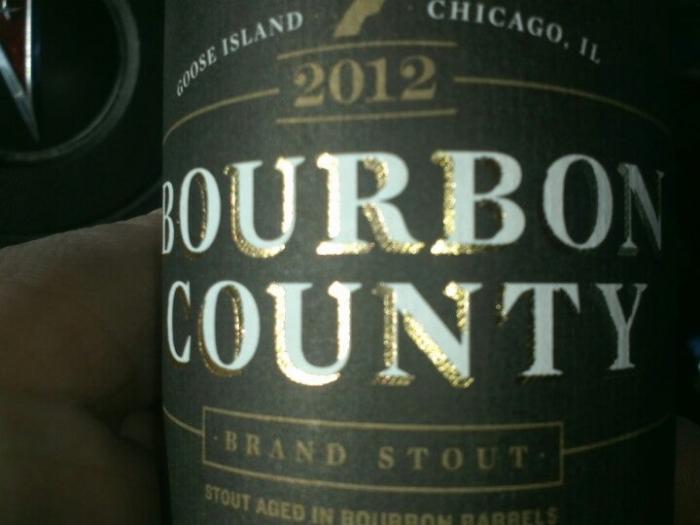 GOOSE ISLAND CHICAGO, IL
2012
BOURBON
COUNTY
·BRAND STOUT·
STOUT AGED IN BOURBON BARRELS